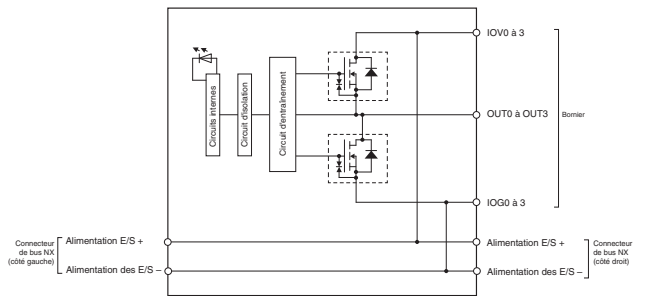 IOV0 à 3
Circuits internes
Circuit d'isolation
Circuit d'entraînement
OUT0 à OUT3
Bornier
IOG0 à 3
Connecteur
de bus NX
(côté gauche)
Alimentation E/S +
Alimentation des E/S –
Alimentation E/S +
Alimentation des E/S –
Connecteur
de bus NX
(côté droit)